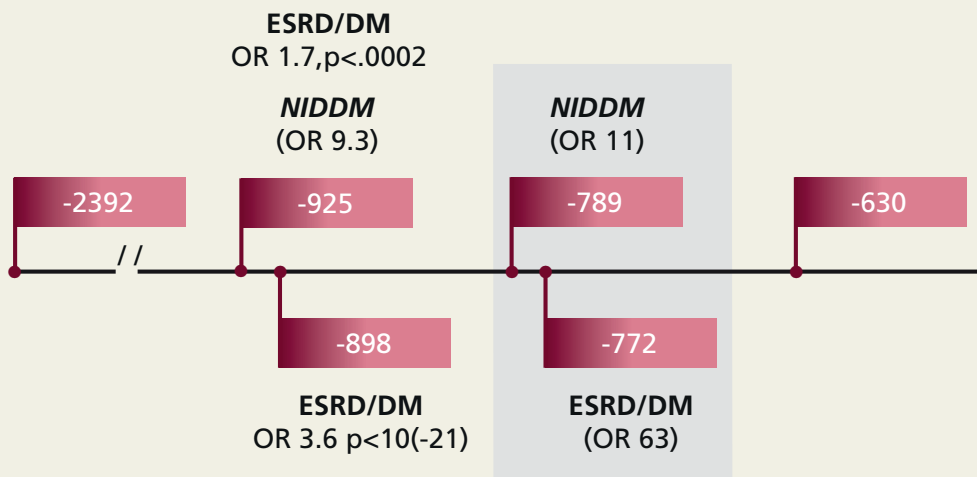 ESRD/DM
OR 1.7,p<.0002
NIDDM
(OR 9.3)
NIDDM
(OR 11)
-2392
-925
-789
-630
/ /
-898
-772
ESRD/DM
OR 3.6 p<10(-21)
ESRD/DM
(OR 63)